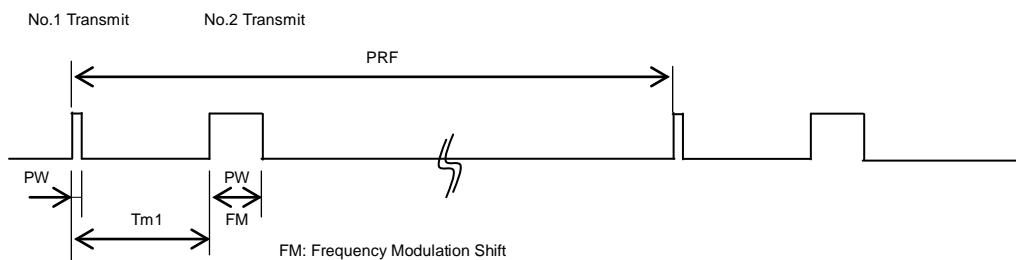 No.1 Transmit
No.2 Transmit
PRF
PW
PW
FM
Tm1
FM: Frequency Modulation Shift